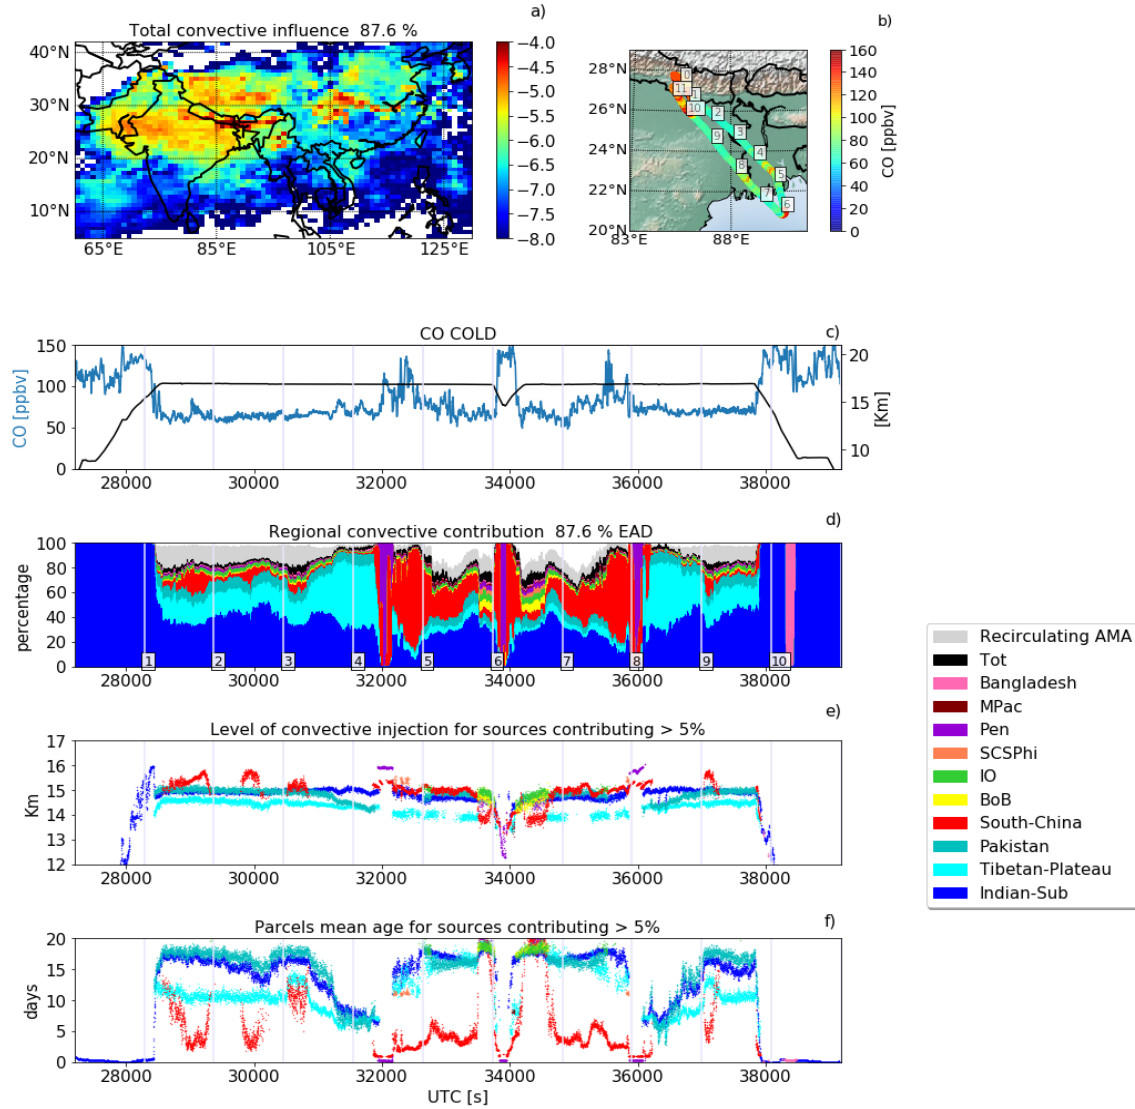 a)
Total convective influence 87.6 %
40°N
30°N
20°N
10°N
65°E
85°E
105°E
125°E
−4.0
−4.5
−5.0
−5.5
−6.0
−6.5
−7.0
−7.5
−8.0
b)
28°N
26°N
24°N
22°N
20°N
83°E
88°E
0
11
1
10
2
3
9
4
8
5
7
6
160
140
120
100
80
60
40
20
0
CO [ppbv]
CO COLD
c)
150
100
50
0
CO [ppbv]
20
15
10
[Km]
28000 30000 32000 34000 36000 38000
Regional convective contribution 87.6 % EAD
d)
100
80
60
40
20
0
percentage
1 2 3 4 5 6 7 8 9 10
28000 30000 32000 34000 36000 38000
Level of convective injection for sources contributing > 5%
e)
17
16
15
14
13
12
Km
28000 30000 32000 34000 36000 38000
Parcels mean age for sources contributing > 5%
f)
20
15
10
5
0
days
28000 30000 32000 34000 36000 38000
UTC [s]
Recirculating AMA
Tot
Bangladesh
MPac
Pen
SCSPhi
IO
BoB
South-China
Pakistan
Tibetan-Plateau
Indian-Sub